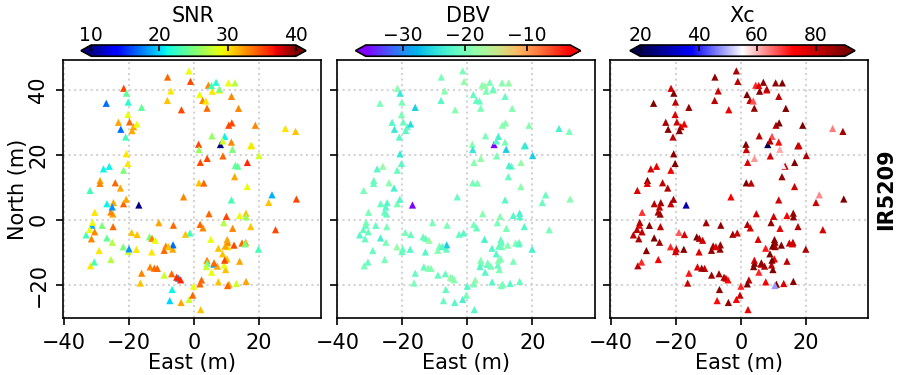 SNR DBV Xc
10 20 30 40 −30 −20 −10 20 40 60 80
40
20
0
−20
North (m)
IR5209
−40 −20 0 20 −40 −20 0 20 −40 −20 0 20
East (m) East (m) East (m)